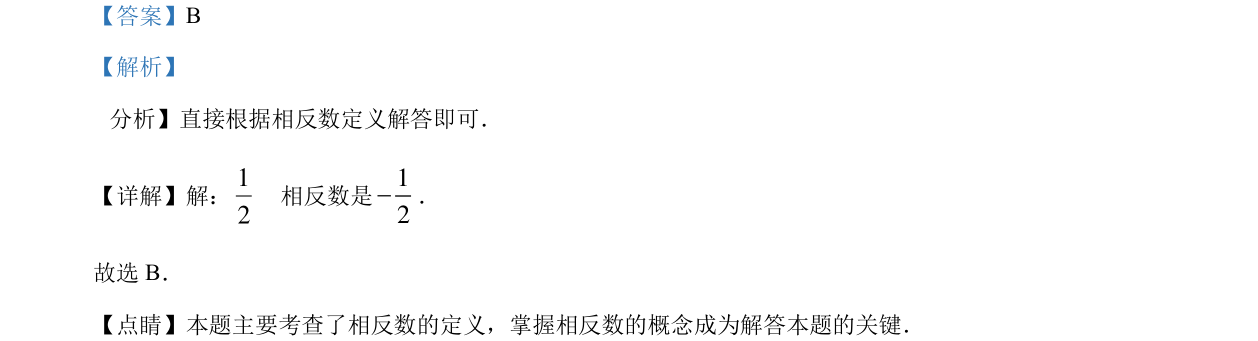 【答案】B
【解析】
分析】直接根据相反数定义解答即可．
【详解】解：1/2 相反数是-1/2．
故选 B．
【点睛】本题主要考查了相反数的定义，掌握相反数的概念成为解答本题的关键．